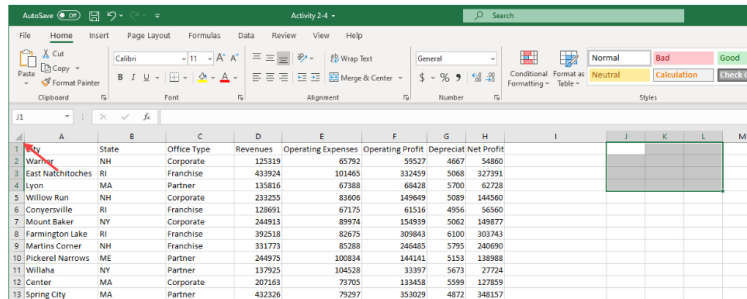 AutoSave Off Activity 2-4 Search
File Home Insert Page Layout Formulas Data Review View Help
Cut
Copy
Format Painter
Paste
Clipboard
Calibri 11 A A
B I U A
Font
Wrap Text
Merge & Center
Alignment
General
$ % 9
Number
Conditional Formatting
Format as Table
Normal Bad Good
Neutral Calculation Check
Styles
J1 fx
A B C D E F G H I J K L M
1 City State Office Type Revenues Operating Expenses Operating Profit Depreciat Net Profit
2 Warner NH Corporate 125319 65792 59527 4667 54860
3 East Natchitoches RI Franchise 433924 101465 332459 5068 327391
4 Lyon MA Partner 135816 67388 68428 5700 62728
5 Willow Run NH Corporate 233255 83606 149649 5089 144560
6 Conyersville RI Franchise 128691 67175 61516 4956 56560
7 Mount Baker NY Corporate 244913 89974 154939 5062 149877
8 Farmington Lake RI Franchise 392518 82675 309843 6100 303743
9 Martins Corner NH Franchise 331773 85288 246485 5795 240690
10 Pickerel Narrows ME Partner 244975 100834 144141 5153 138988
11 Willaha NY Partner 137925 104528 33397 5673 27724
12 Center MA Corporate 207163 73705 133458 5599 127859
13 Spring City MA Partner 432326 79297 353029 4872 348157